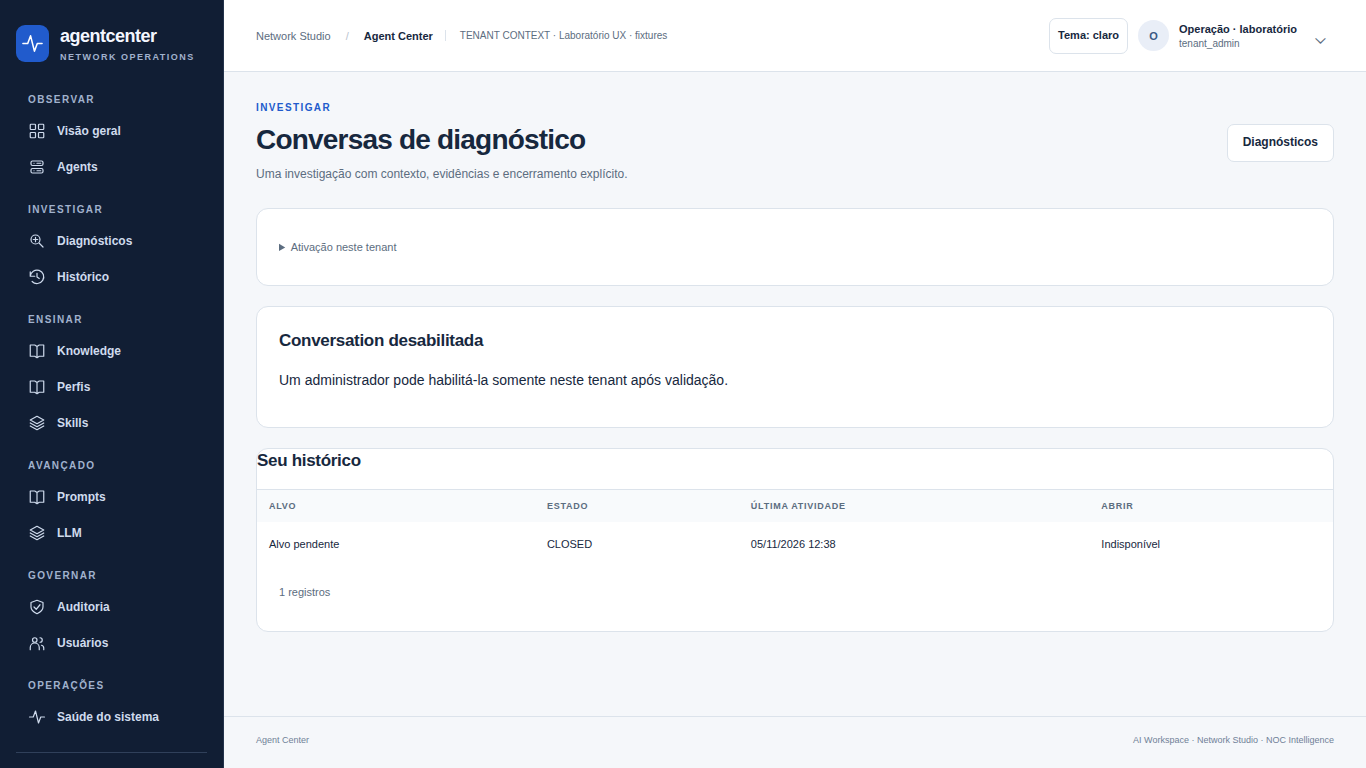 agentcenter
NETWORK OPERATIONS
OBSERVAR
Visão geral
Agents
INVESTIGAR
Diagnósticos
Histórico
ENSINAR
Knowledge
Perfis
Skills
AVANÇADO
Prompts
LLM
GOVERNAR
Auditoria
Usuários
OPERAÇÕES
Saúde do sistema
Network Studio / Agent Center TENANT CONTEXT · Laboratório UX · fixtures
Tema: claro
O
Operação · laboratório
tenant_admin
INVESTIGAR
Conversas de diagnóstico
Uma investigação com contexto, evidências e encerramento explícito.
Diagnósticos
Ativação neste tenant
Conversation desabilitada
Um administrador pode habilitá-la somente neste tenant após validação.
Seu histórico
ALVO ESTADO ÚLTIMA ATIVIDADE ABRIR
Alvo pendente CLOSED 05/11/2026 12:38 Indisponível
1 registros
Agent Center
AI Workspace · Network Studio · NOC Intelligence